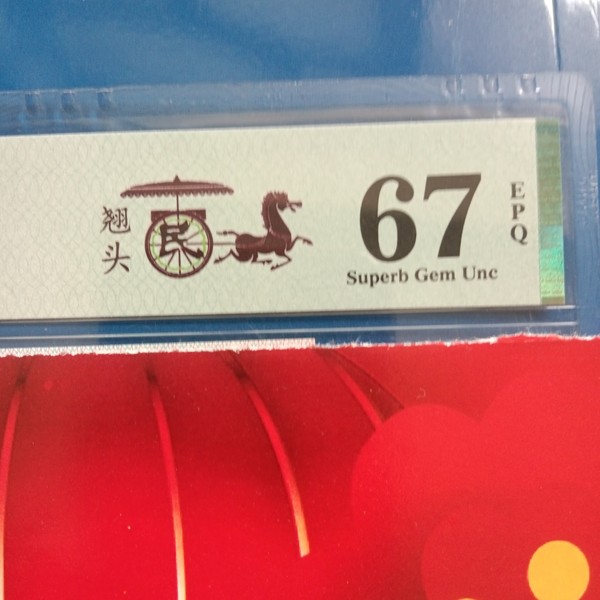 翘头
民
67
EPQ
Superb Gem Unc